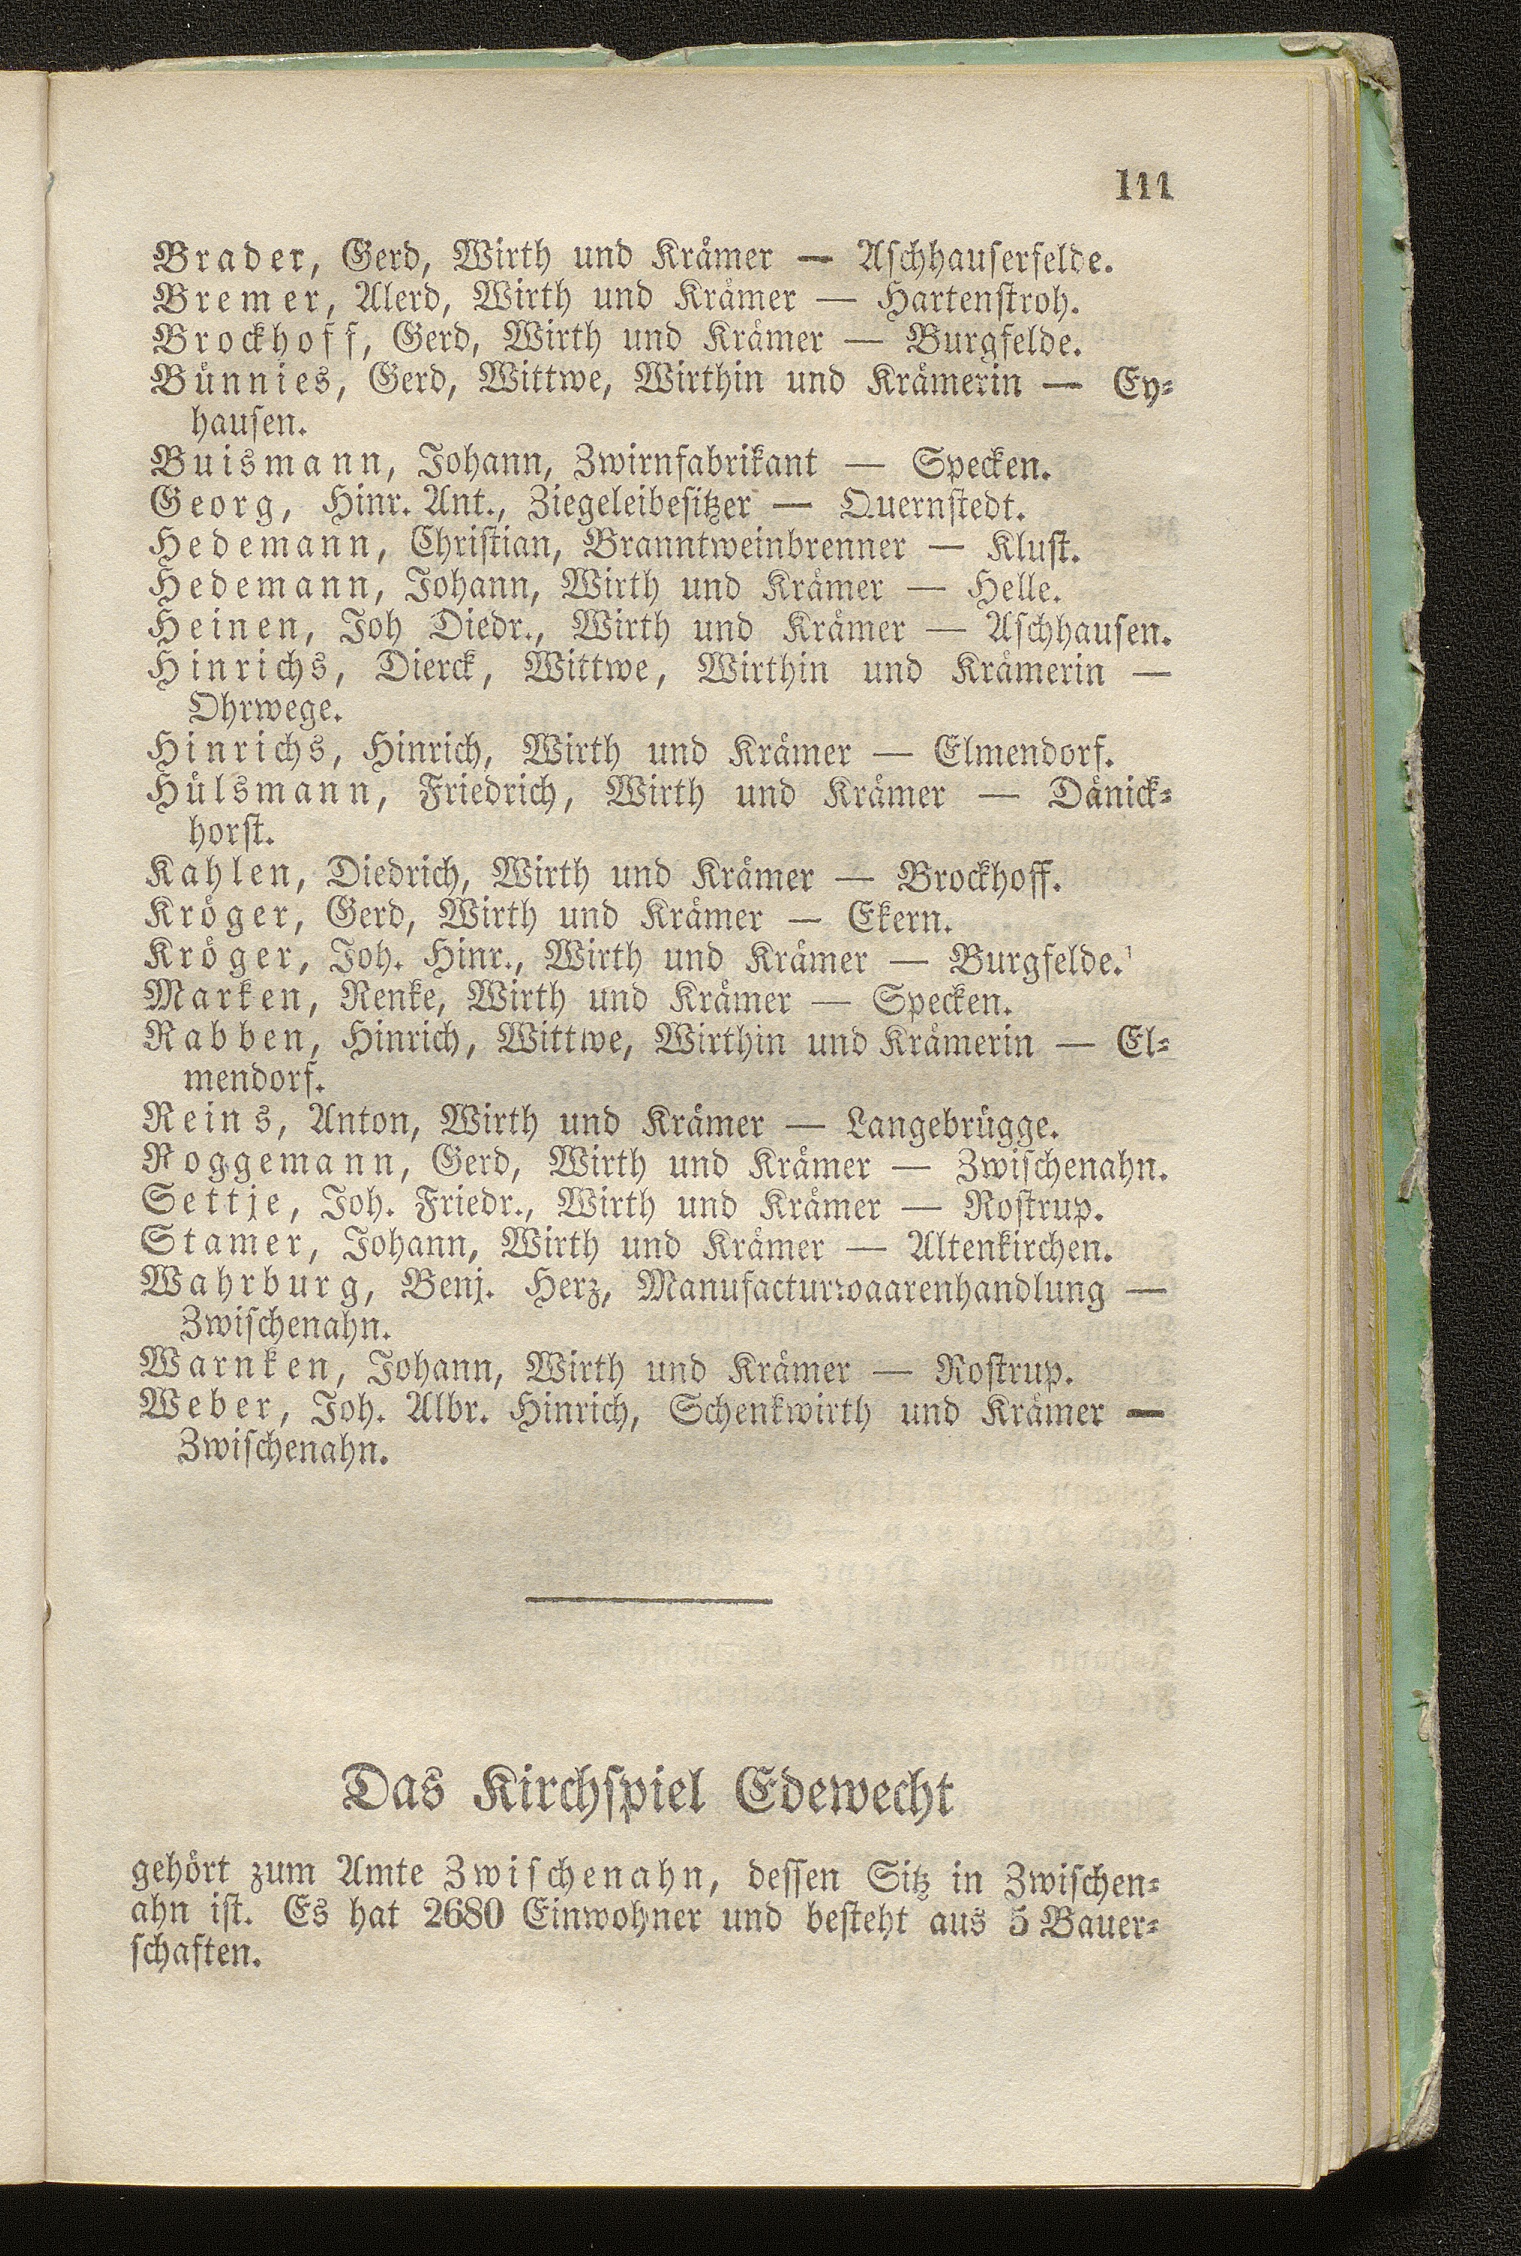 111
Brader, Gerd, Wirth und Krämer — Aschhauserfelde.
Bremer, Alerd, Wirth und Krämer — Hartenstroh.
Brockhoff, Gerd, Wirth und Krämer — Burgfelde.
Bünnies, Gerd, Wittwe, Wirthin und Krämerin — Ey-
hausen.
Buismann, Johann, Zwirnfabrikant — Specken.
Georg, Hinr. Ant., Ziegeleibesitzer — Quernstedt.
Hedemann, Christian, Branntweinbrenner — Klust.
Hedemann, Johann, Wirth und Krämer — Helle.
Heinen, Joh Diedr., Wirth und Krämer — Aschhausen.
Hinrichs, Dierck, Wittwe, Wirthin und Krämerin —
Ohrwege.
Hinrichs, Hinrich, Wirth und Krämer — Elmendorf.
Hülsmann, Friedrich, Wirth und Krämer — Dänick-
horst.
Kahlen, Diedrich, Wirth und Krämer — Brockhoff.
Kröger, Gerd, Wirth und Krämer — Ekern.
Kröger, Joh. Hinr., Wirth und Krämer — Burgfelde.
Marken, Renke, Wirth und Krämer — Specken.
Rabben, Hinrich, Wittwe, Wirthin und Krämerin — El-
mendorf.
Reins, Anton, Wirth und Krämer — Langebrügge.
Roggemann, Gerd, Wirth und Krämer — Zwischenahn.
Settje, Joh. Friedr., Wirth und Krämer — Rostrup.
Stamer, Johann, Wirth und Krämer — Altenkirchen.
Wahrburg, Benj. Herz, Manufacturwaarenhandlung —
Zwischenahn.
Warnken, Johann, Wirth und Krämer — Rostrup.
Weber, Joh. Albr. Hinrich, Schenkwirth und Krämer —
Zwischenahn.
Das Kirchspiel Edewecht
gehört zum Amte Zwischenahn, dessen Sitz in Zwischen-
ahn ist. Es hat 2680 Einwohner und besteht aus 5 Bauer-
schaften.